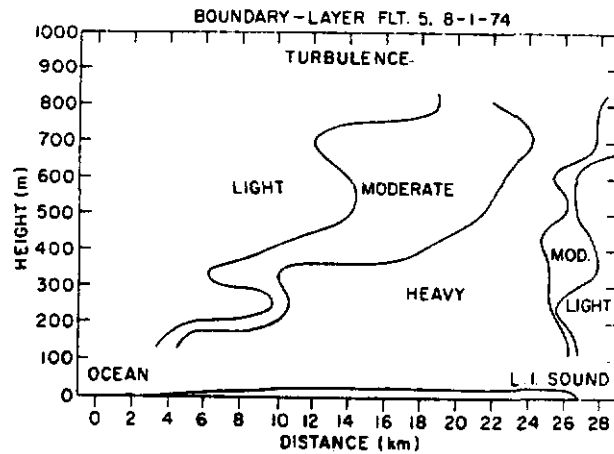 BOUNDARY-LAYER FLT. 5, 8-1-74
TURBULENCE
1000
900
800
700
600
500
400
300
200
100
0
HEIGHT (m)
LIGHT
MODERATE
HEAVY
MOD.
LIGHT
OCEAN
L.I. SOUND
0 2 4 6 8 10 12 14 16 18 20 22 24 26 28
DISTANCE (km)